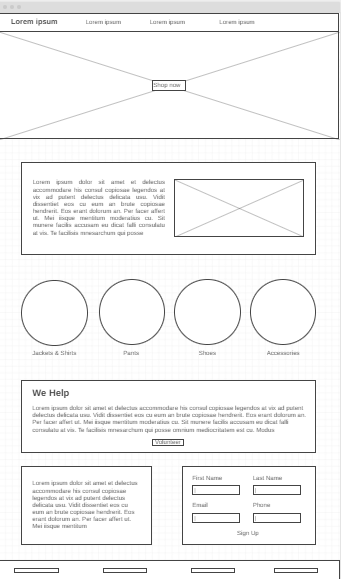 Lorem ipsum Lorem ipsum Lorem ipsum Lorem ipsum
Shop now
Lorem ipsum dolor sit amet et delectus
accommodare his consul copiosae legendos at
vix ad putent delectus delicata usu. Vidit
dissentiet eos cu eum an brute copiosae
hendrerit. Eos erant dolorum an. Per facer affert
ut. Mei iisque mentitum moderatius cu. Sit
munere facilis accusam eu dicat falli consulatu
at vis. Te facilisis mnesarchum qui posse
Jackets & Shirts Pants Shoes Accessories
We Help
Lorem ipsum dolor sit amet et delectus accommodare his consul copiosae legendos at vix ad putent
delectus delicata usu. Vidit dissentiet eos cu eum an brute copiosae hendrerit. Eos erant dolorum an.
Per facer affert ut. Mei iisque mentitum moderatius cu. Sit munere facilis accusam eu dicat falli
consulatu at vis. Te facilisis mnesarchum qui posse omnium mediocritatem est cu. Modus
Volunteer
Lorem ipsum dolor sit amet et delectus
accommodare his consul copiosae
legendos at vix ad putent delectus
delicata usu. Vidit dissentiet eos cu
eum an brute copiosae hendrerit. Eos
erant dolorum an. Per facer affert ut.
Mei iisque mentitum
First Name Last Name
Email Phone
Sign Up